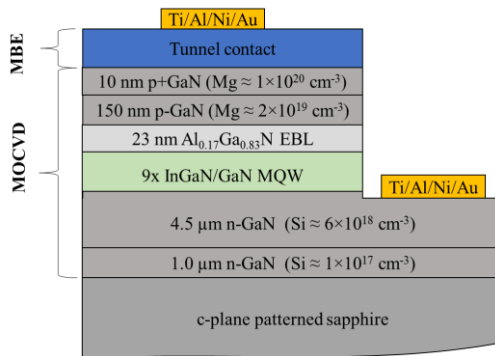 Ti/Al/Ni/Au
MBE
Tunnel contact
MOCVD
10 nm p+GaN (Mg ≈ 1×10²⁰ cm⁻³)
150 nm p-GaN (Mg ≈ 2×10¹⁹ cm⁻³)
23 nm Al₀.₁₇Ga₀.₈₃N EBL
9x InGaN/GaN MQW
Ti/Al/Ni/Au
4.5 µm n-GaN (Si ≈ 6×10¹⁸ cm⁻³)
1.0 µm n-GaN (Si ≈ 1×10¹⁷ cm⁻³)
c-plane patterned sapphire